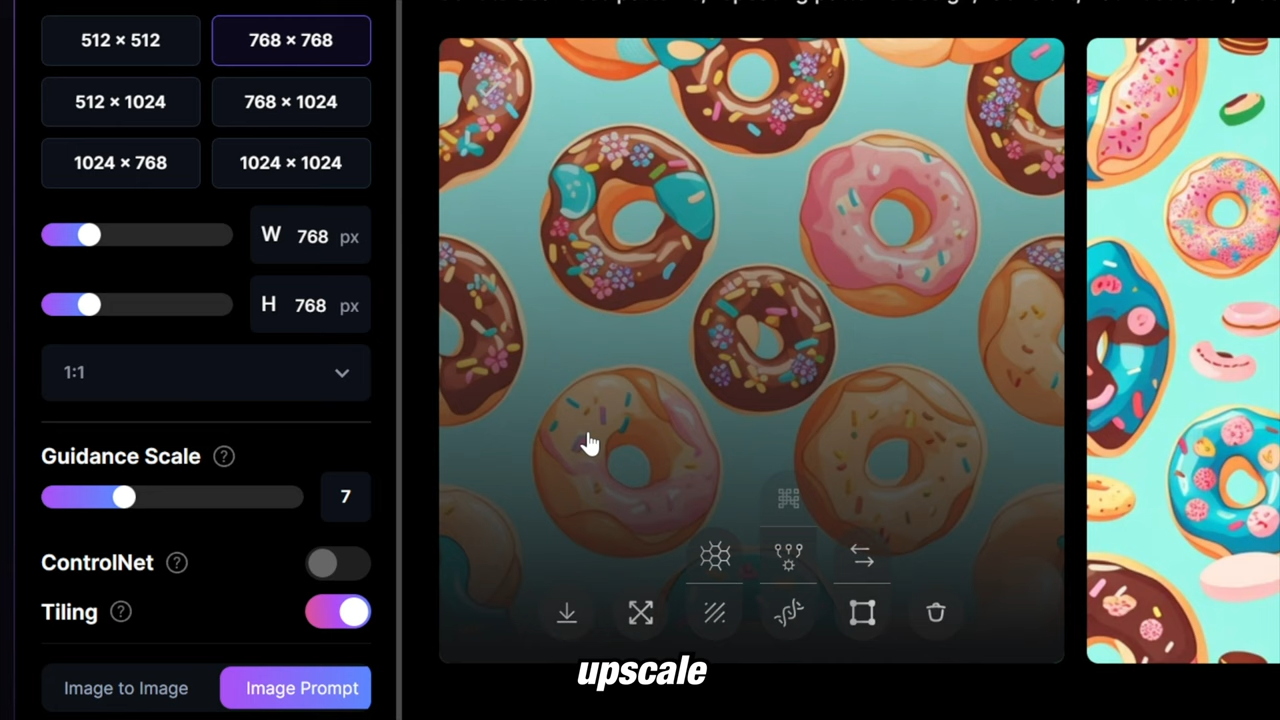 512 × 512
768 × 768
512 × 1024
768 × 1024
1024 × 768
1024 × 1024
W 768 px
H 768 px
1:1
Guidance Scale ?
7
ControlNet ?
Tiling ?
Image to Image
Image Prompt
upscale